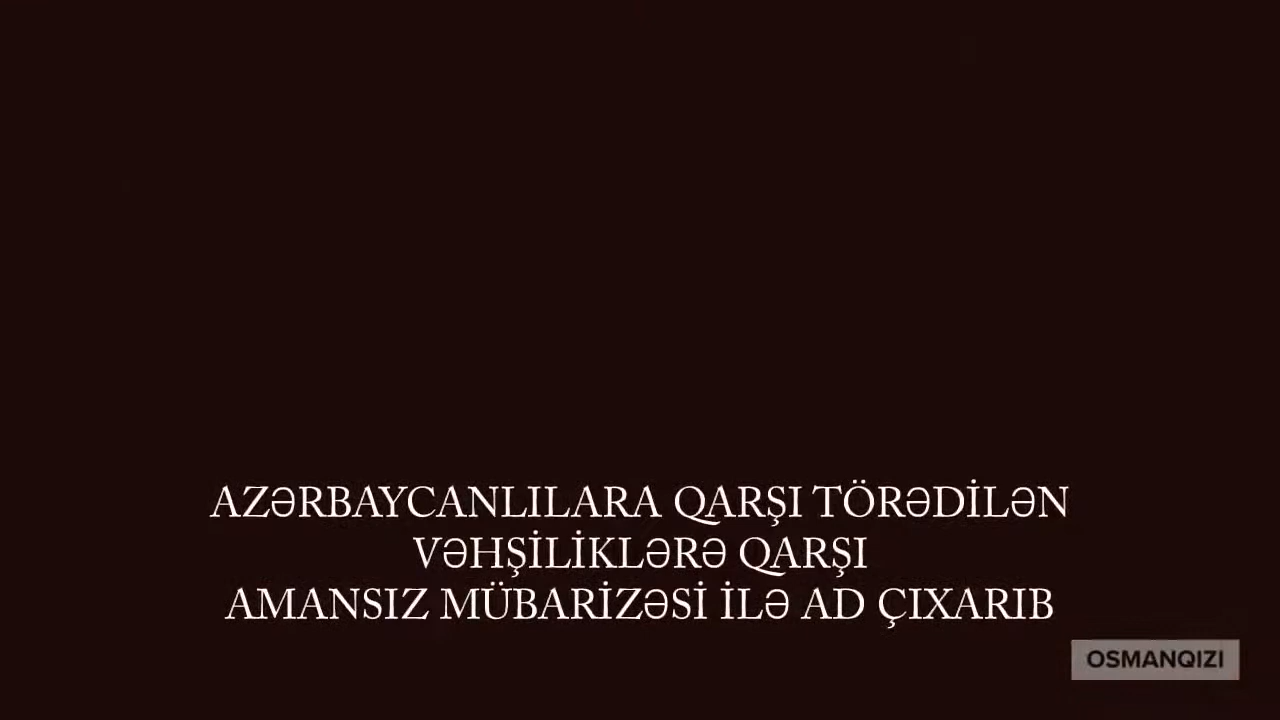 AZƏRBAYCANLILARA QARŞI TÖRƏDİLƏN
VƏHŞİLİKLƏRƏ QARŞI
AMANSIZ MÜBARİZƏSİ İLƏ AD ÇIXARIB
OSMANQIZI